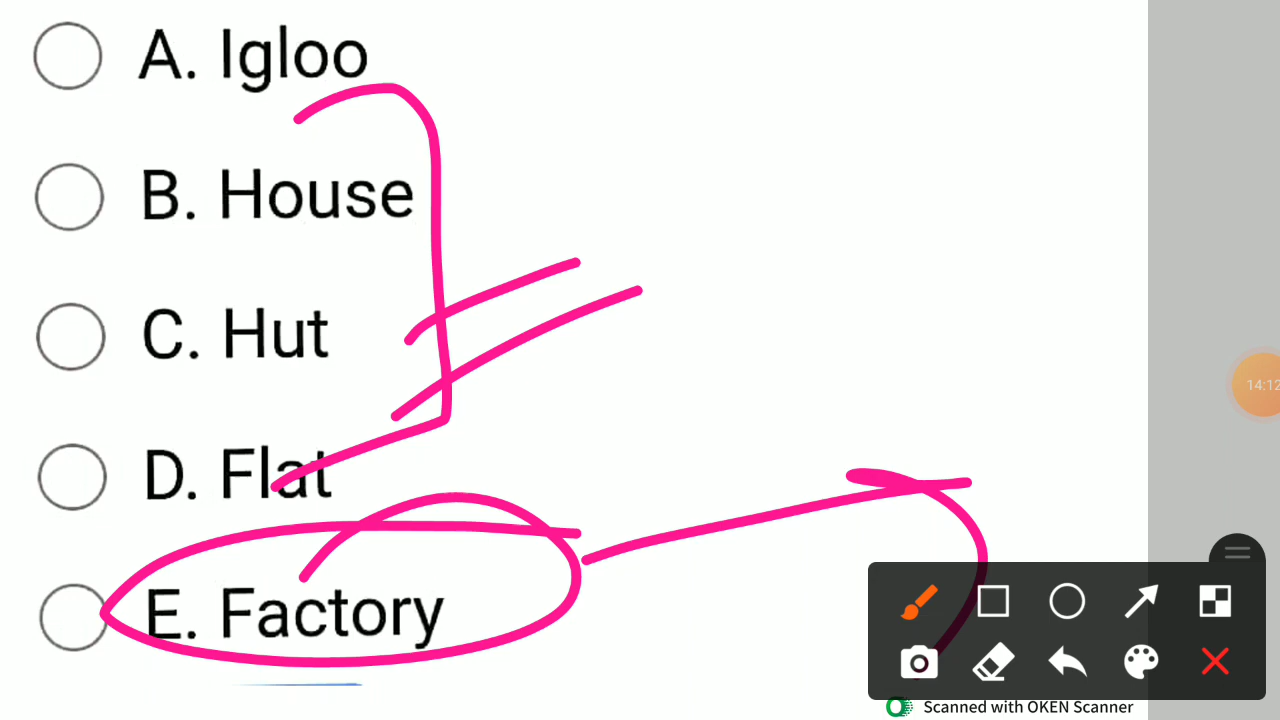 A. Igloo
B. House
C. Hut
D. Flat
E. Factory
14:12
Scanned with OKEN Scanner